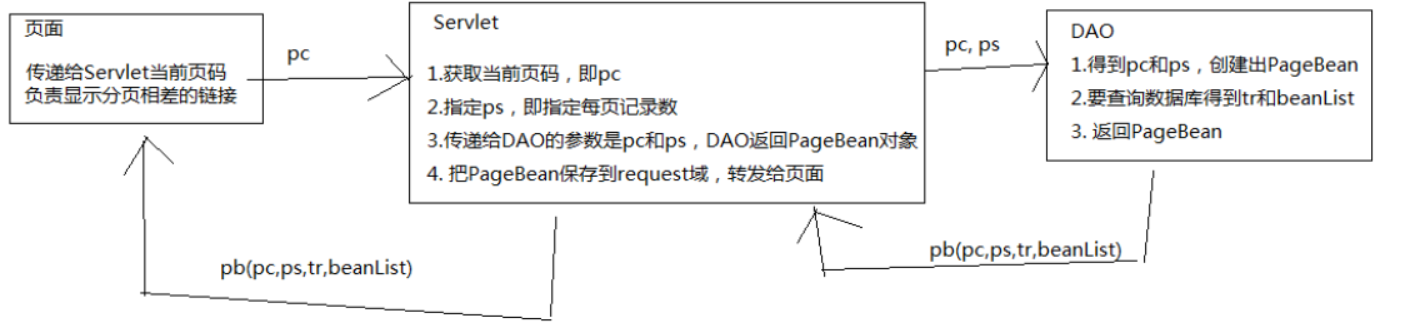 页面
传递给Servlet当前页码
负责显示分页相差的链接
pc
Servlet
1.获取当前页码，即pc
2.指定ps，即指定每页记录数
3.传递给DAO的参数是pc和ps，DAO返回PageBean对象
4. 把PageBean保存到request域，转发给页面
pc, ps
DAO
1.得到pc和ps，创建出PageBean
2.要查询数据库得到tr和beanList
3. 返回PageBean
pb(pc,ps,tr,beanList)
pb(pc,ps,tr,beanList)